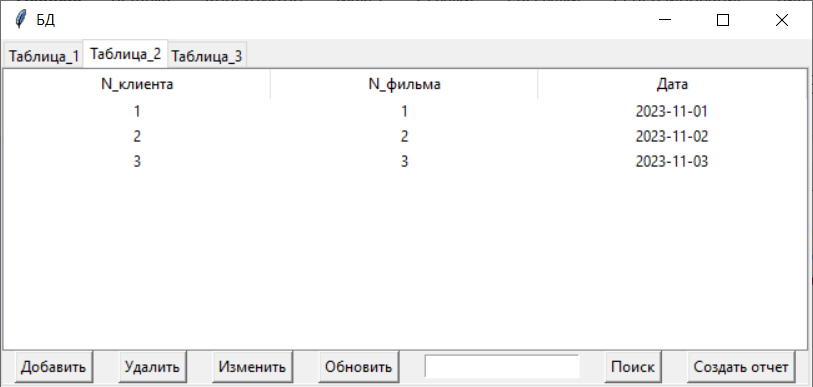 БД
Таблица_1 Таблица_2 Таблица_3
N_клиента N_фильма Дата
1 1 2023-11-01
2 2 2023-11-02
3 3 2023-11-03
Добавить Удалить Изменить Обновить Поиск Создать отчет